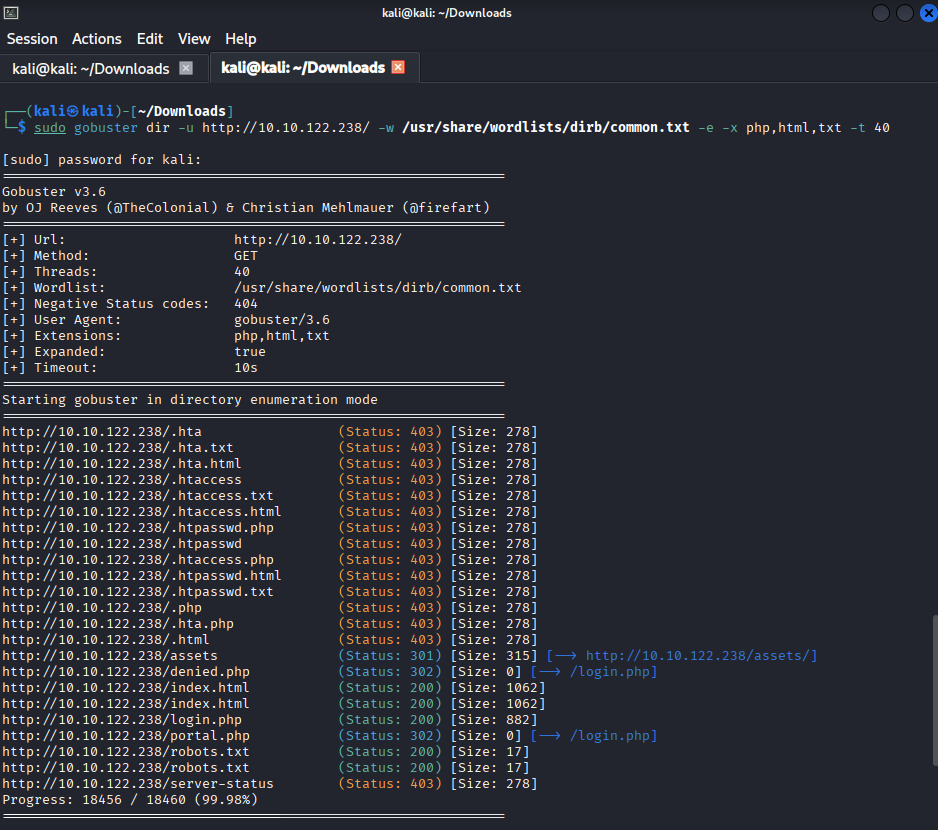 kali@kali: ~/Downloads
Session Actions Edit View Help
kali@kali: ~/Downloads kali@kali: ~/Downloads
┌──(kali㉿kali)-[~/Downloads]
└─$ sudo gobuster dir -u http://10.10.122.238/ -w /usr/share/wordlists/dirb/common.txt -e -x php,html,txt -t 40
[sudo] password for kali:
===============================================================
Gobuster v3.6
by OJ Reeves (@TheColonial) & Christian Mehlmauer (@firefart)
===============================================================
[+] Url:                     http://10.10.122.238/
[+] Method:                  GET
[+] Threads:                 40
[+] Wordlist:                /usr/share/wordlists/dirb/common.txt
[+] Negative Status codes:   404
[+] User Agent:              gobuster/3.6
[+] Extensions:              php,html,txt
[+] Expanded:                true
[+] Timeout:                 10s
===============================================================
Starting gobuster in directory enumeration mode
===============================================================
http://10.10.122.238/.hta                 (Status: 403) [Size: 278]
http://10.10.122.238/.hta.txt             (Status: 403) [Size: 278]
http://10.10.122.238/.hta.html            (Status: 403) [Size: 278]
http://10.10.122.238/.htaccess            (Status: 403) [Size: 278]
http://10.10.122.238/.htaccess.txt        (Status: 403) [Size: 278]
http://10.10.122.238/.htaccess.html       (Status: 403) [Size: 278]
http://10.10.122.238/.htpasswd.php        (Status: 403) [Size: 278]
http://10.10.122.238/.htpasswd            (Status: 403) [Size: 278]
http://10.10.122.238/.htaccess.php        (Status: 403) [Size: 278]
http://10.10.122.238/.htpasswd.html       (Status: 403) [Size: 278]
http://10.10.122.238/.htpasswd.txt        (Status: 403) [Size: 278]
http://10.10.122.238/.php                 (Status: 403) [Size: 278]
http://10.10.122.238/.hta.php             (Status: 403) [Size: 278]
http://10.10.122.238/.html                (Status: 403) [Size: 278]
http://10.10.122.238/assets               (Status: 301) [Size: 315] [--> http://10.10.122.238/assets/]
http://10.10.122.238/denied.php           (Status: 302) [Size: 0] [--> /login.php]
http://10.10.122.238/index.html           (Status: 200) [Size: 1062]
http://10.10.122.238/index.html           (Status: 200) [Size: 1062]
http://10.10.122.238/login.php            (Status: 200) [Size: 882]
http://10.10.122.238/portal.php           (Status: 302) [Size: 0] [--> /login.php]
http://10.10.122.238/robots.txt           (Status: 200) [Size: 17]
http://10.10.122.238/robots.txt           (Status: 200) [Size: 17]
http://10.10.122.238/server-status        (Status: 403) [Size: 278]
Progress: 18456 / 18460 (99.98%)
===============================================================